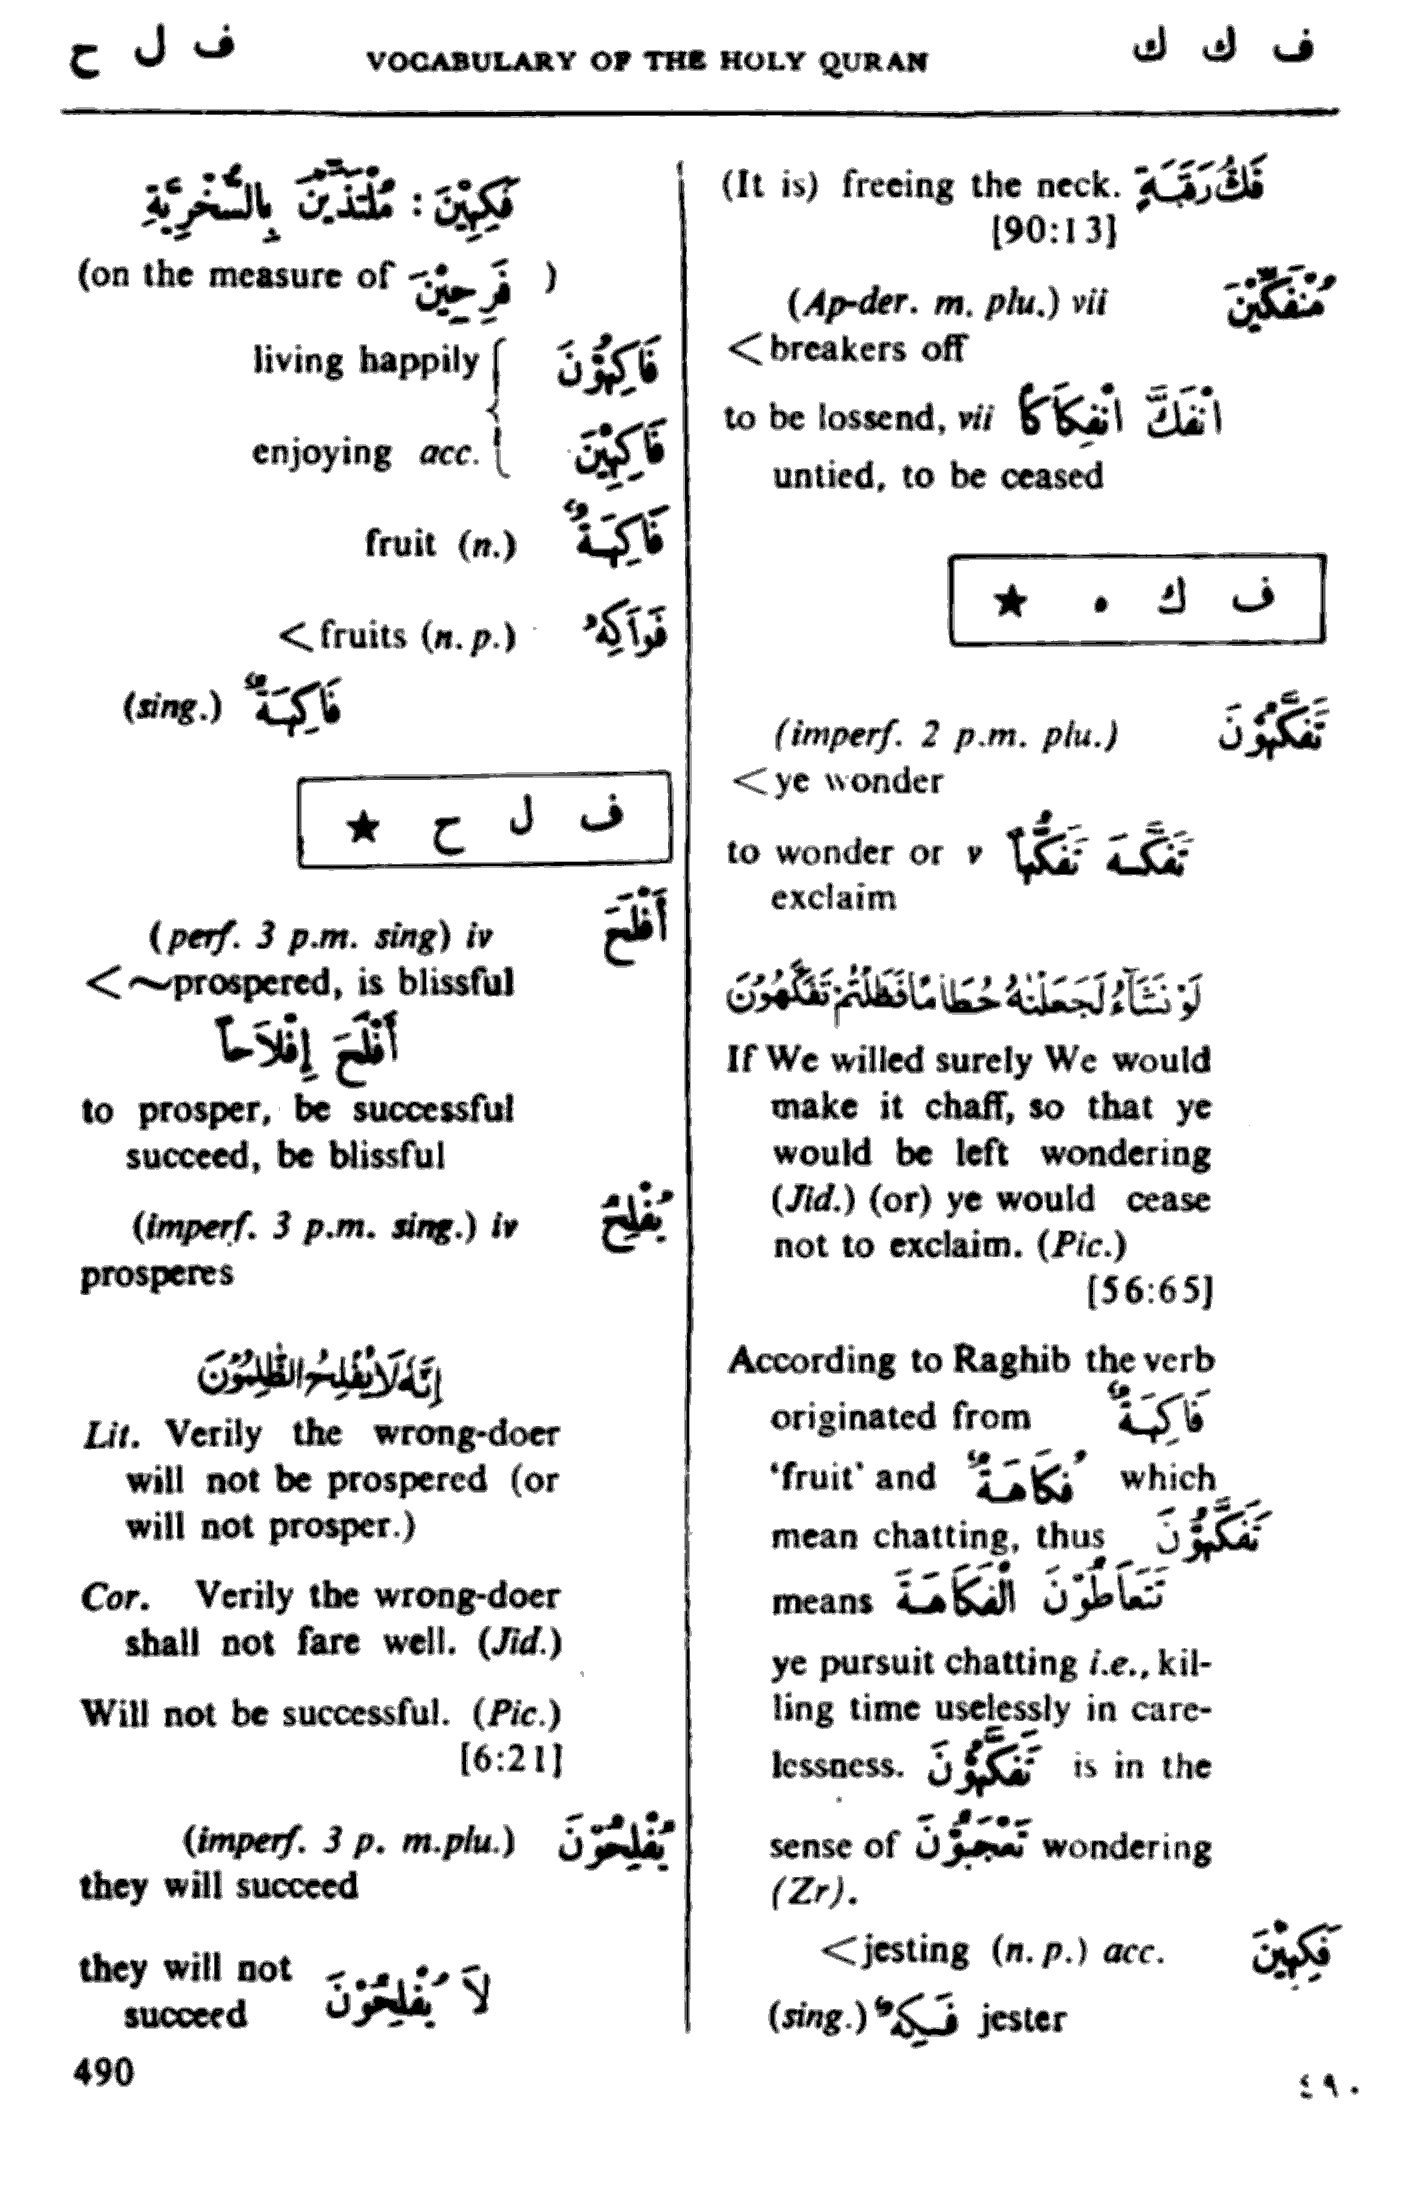 ف ل ح VOCABULARY OF THE HOLY QURAN ف ك ك
(It is) freeing the neck. فَكُّ رَقَبَةٍ
[90:13]
(Ap-der. m. plu.) vii مُنْفَكِّيْنَ
<breakers off
to be lossend, vii اَنْفَكَّ اَنْفِكَاكاً
untied, to be ceased
★ ف ك ه
(imperf. 2 p.m. plu.) تَفَكَّهُوْنَ
<ye wonder
to wonder or v تَفَكَّهَ تَفَكُّهاً
exclaim
لَوْ نَشَآءُ لَجَعَلْنٰهُ حُطَامًا فَظَلْتُمْ تَفَكَّهُوْنَ
If We willed surely We would
make it chaff, so that ye
would be left wondering
(Jid.) (or) ye would cease
not to exclaim. (Pic.)
[56:65]
According to Raghib the verb
originated from فَاكِهَةٌ
'fruit' and فُكَاهَةٌ which
mean chatting, thus تَفَكَّهُوْنَ
means تَتَعَاطُوْنَ الْفُكَاهَةَ
ye pursuit chatting i.e., kil-
ling time uselessly in care-
lessness. تَفَكَّهُوْنَ is in the
sense of تَعْجَبُوْنَ wondering
(Zr).
<jesting (n. p.) acc. فَكِهِيْنَ
(sing.) فَكِهٌ jester
فَكِهِيْنَ : مُلْتَذِّيْنَ بِالسُّخْرِيَّةِ
(on the measure of فَرِحِيْنَ )
living happily فَاكِهُوْنَ
enjoying acc. فَاكِهِيْنَ
fruit (n.) فَاكِهَةٌ
<fruits (n. p.) فَوَاكِهُ
(sing.) فَاكِهَةٌ
★ ف ل ح
(perf. 3 p.m. sing) iv اَفْلَحَ
<~prospered, is blissful
اَفْلَحَ إِفْلَاحاً
to prosper, be successful
succeed, be blissful
(imperf. 3 p.m. sing.) iv يُفْلِحُ
prosperes
اِنَّهٗ لَا يُفْلِحُ الظّٰلِمُوْنَ
Lit. Verily the wrong-doer
will not be prospered (or
will not prosper.)
Cor. Verily the wrong-doer
shall not fare well. (Jid.)
Will not be successful. (Pic.)
[6:21]
(imperf. 3 p. m.plu.) يُفْلِحُوْنَ
they will succeed
they will not لَا يُفْلِحُوْنَ
succeed
490 ٤٩٠